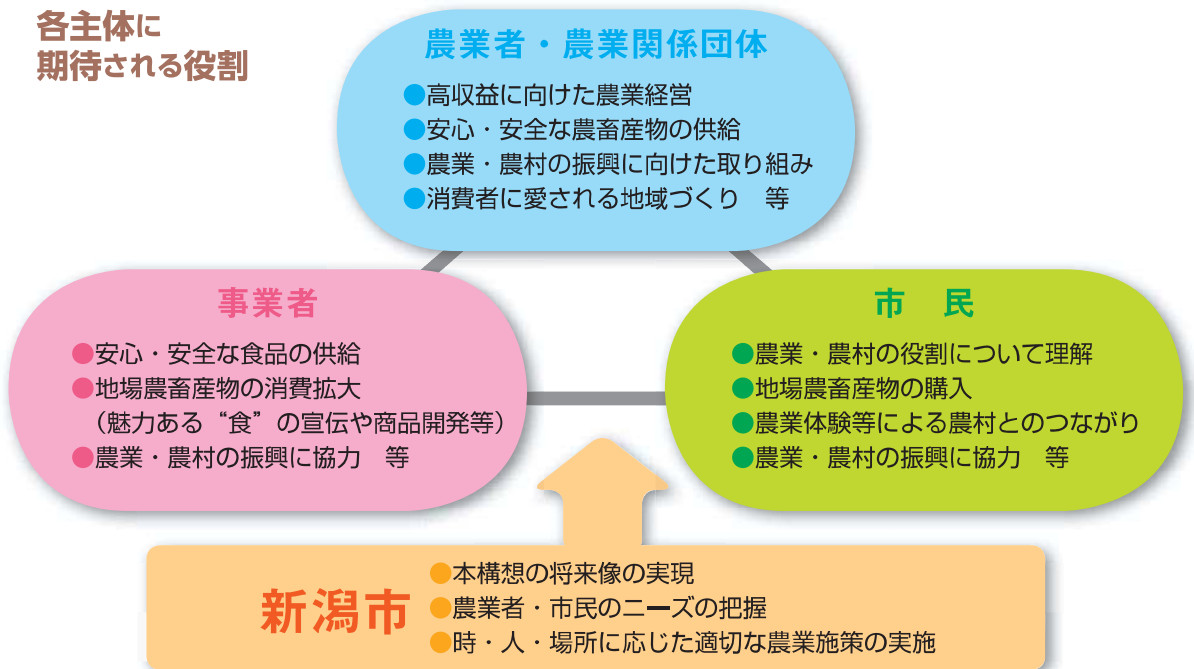 各主体に
期待される役割
農業者・農業関係団体
●高収益に向けた農業経営
●安心・安全な農畜産物の供給
●農業・農村の振興に向けた取り組み
●消費者に愛される地域づくり　等
事業者
●安心・安全な食品の供給
●地場農畜産物の消費拡大
（魅力ある“食”の宣伝や商品開発等）
●農業・農村の振興に協力　等
市　民
●農業・農村の役割について理解
●地場農畜産物の購入
●農業体験等による農村とのつながり
●農業・農村の振興に協力　等
新潟市
●本構想の将来像の実現
●農業者・市民のニーズの把握
●時・人・場所に応じた適切な農業施策の実施